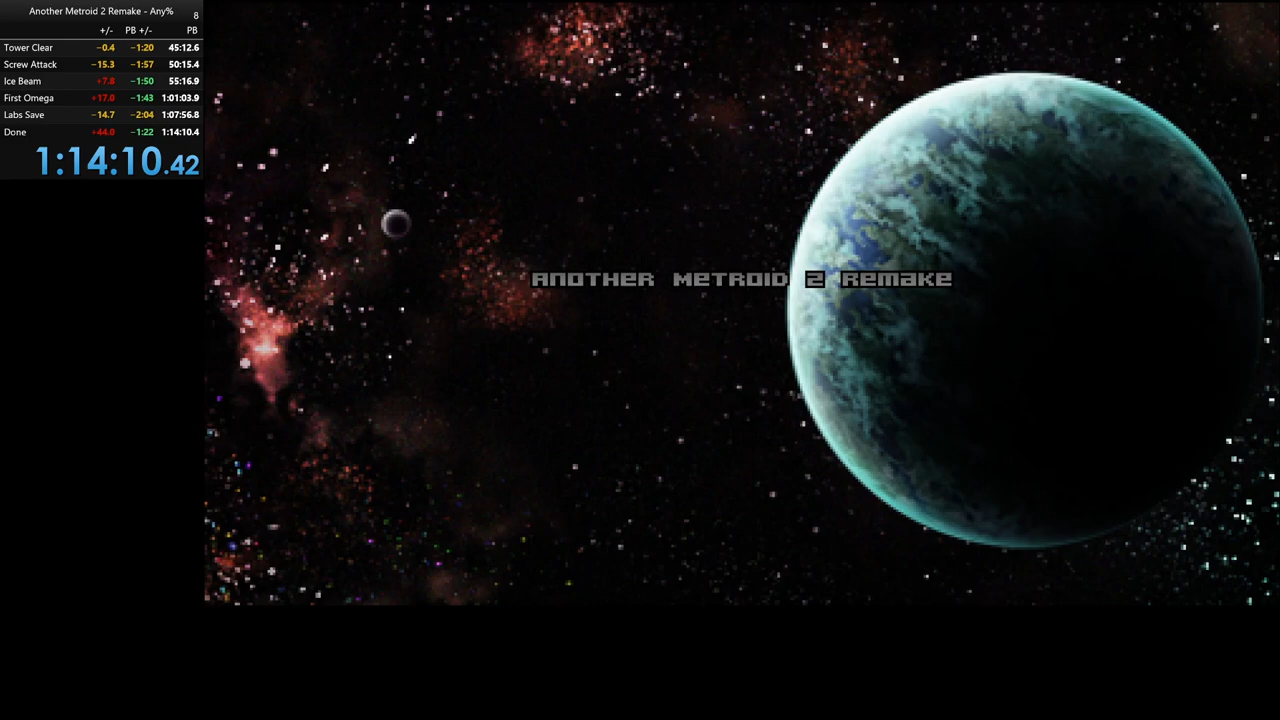 Another Metroid 2 Remake - Any%
8
+/- PB +/- PB
Tower Clear −0.4 −1:20 45:12.6
Screw Attack −15.3 −1:57 50:15.4
Ice Beam +7.8 −1:50 55:16.9
First Omega +17.0 −1:43 1:01:03.9
Labs Save −14.7 −2:04 1:07:56.8
Done +44.0 −1:22 1:14:10.4
1:14:10.42
ANOTHER METROID 2 REMAKE